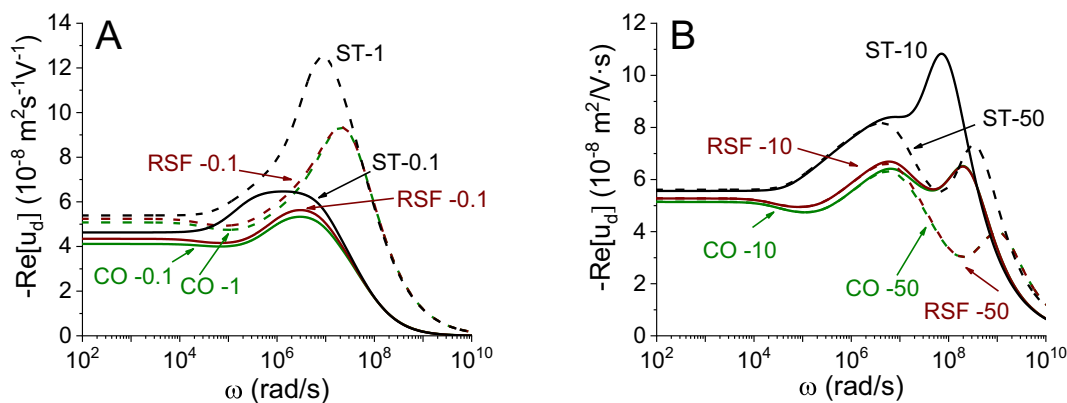 A
ST-1
RSF -0.1
ST-0.1
RSF -0.1
CO -0.1
CO -1
-Re[u_d] (10^-8 m^2s^-1V^-1)
14
12
10
8
6
4
2
0
10^2 10^4 10^6 10^8 10^10
ω (rad/s)
B
ST-10
ST-50
RSF -10
CO -10
CO -50
RSF -50
-Re[u_d] (10^-8 m^2/V·s)
12
10
8
6
4
2
0
10^2 10^4 10^6 10^8 10^10
ω (rad/s)